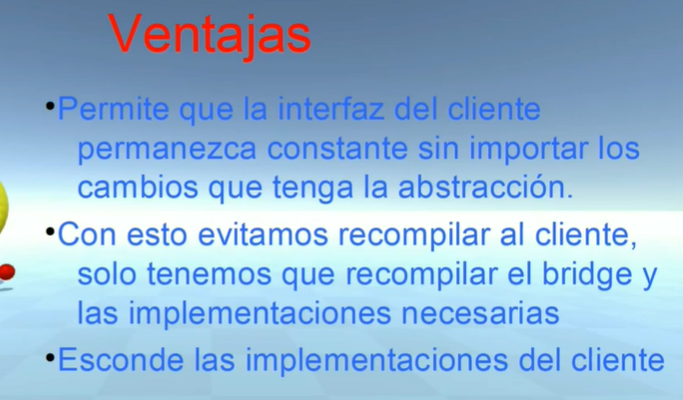 Ventajas
•Permite que la interfaz del cliente
permanezca constante sin importar los
cambios que tenga la abstracción.
•Con esto evitamos recompilar al cliente,
solo tenemos que recompilar el bridge y
las implementaciones necesarias
•Esconde las implementaciones del cliente